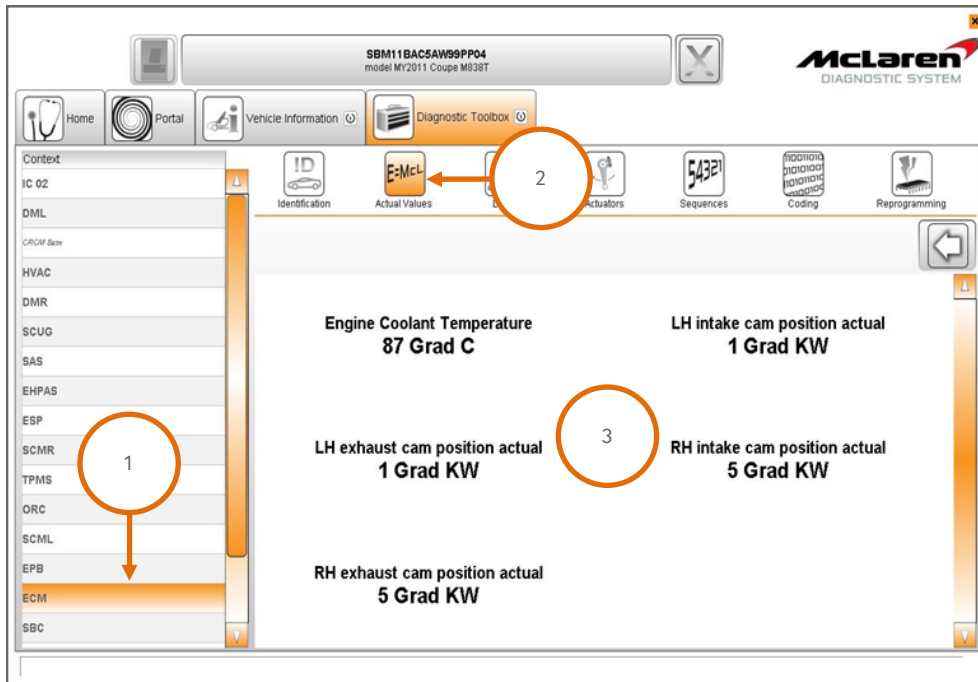 SBM11BAC5AW99PP04
model MY2011 Coupe M838T
McLaren
DIAGNOSTIC SYSTEM
Home
Portal
Vehicle Information
Diagnostic Toolbox
Context
IC 02
DML
CRCM Base
HVAC
DMR
SCUG
SAS
EHPAS
ESP
SCMR
TPMS
ORC
SCML
EPB
ECM
SBC
ID
Identification
E=McL
Actual Values
Actuators
54321
Sequences
Coding
Reprogramming
1
2
3
Engine Coolant Temperature
87 Grad C
LH intake cam position actual
1 Grad KW
LH exhaust cam position actual
1 Grad KW
RH intake cam position actual
5 Grad KW
RH exhaust cam position actual
5 Grad KW